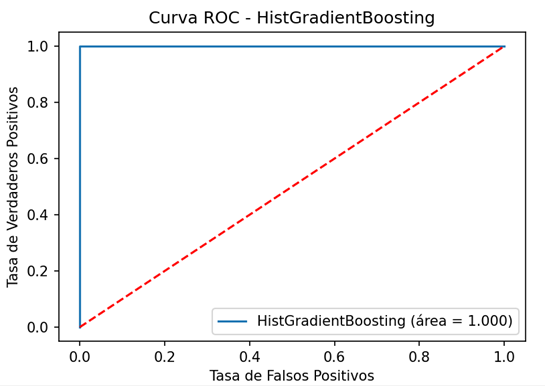 Curva ROC - HistGradientBoosting
Tasa de Verdaderos Positivos
1.0
0.8
0.6
0.4
0.2
0.0
HistGradientBoosting (área = 1.000)
0.0 0.2 0.4 0.6 0.8 1.0
Tasa de Falsos Positivos